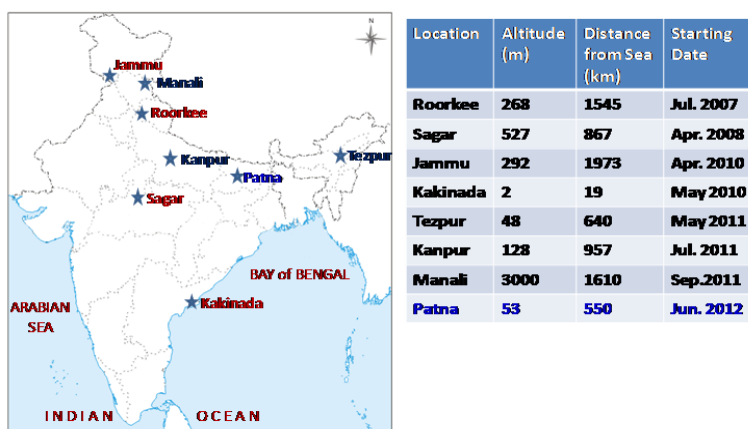 N
Jammu
Manali
Roorkee
Kanpur
Tezpur
Patna
Sagar
BAY of BENGAL
Kakinada
ARABIAN
SEA
INDIAN OCEAN
Location Altitude (m) Distance from Sea (km) Starting Date
Roorkee 268 1545 Jul. 2007
Sagar 527 867 Apr. 2008
Jammu 292 1973 Apr. 2010
Kakinada 2 19 May 2010
Tezpur 48 640 May 2011
Kanpur 128 957 Jul. 2011
Manali 3000 1610 Sep.2011
Patna 53 550 Jun. 2012